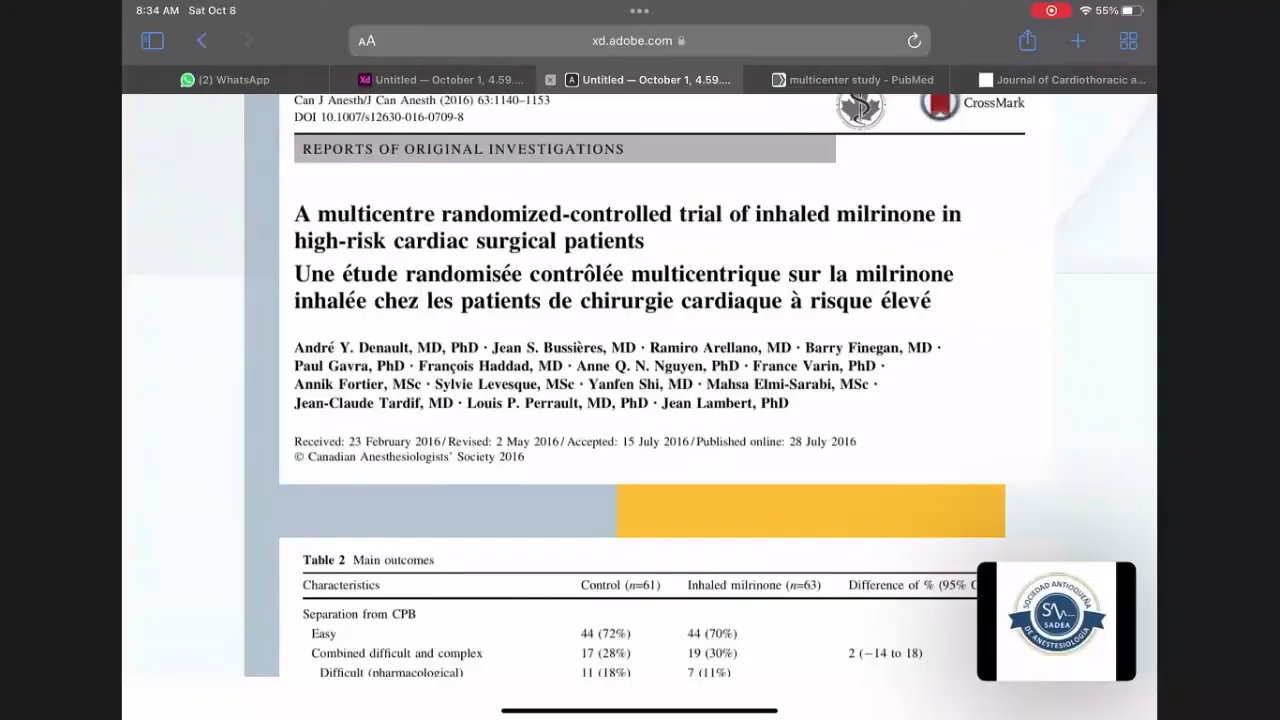 8:34 AM Sat Oct 8
55%
AA
xd.adobe.com
(2) WhatsApp
Xd Untitled — October 1, 4.59....
A Untitled — October 1, 4.59....
multicenter study - PubMed
Journal of Cardiothoracic a...
Can J Anesth/J Can Anesth (2016) 63:1140–1153
DOI 10.1007/s12630-016-0709-8
CrossMark
REPORTS OF ORIGINAL INVESTIGATIONS
A multicentre randomized-controlled trial of inhaled milrinone in
high-risk cardiac surgical patients
Une étude randomisée contrôlée multicentrique sur la milrinone
inhalée chez les patients de chirurgie cardiaque à risque élevé
André Y. Denault, MD, PhD · Jean S. Bussières, MD · Ramiro Arellano, MD · Barry Finegan, MD ·
Paul Gavra, PhD · François Haddad, MD · Anne Q. N. Nguyen, PhD · France Varin, PhD ·
Annik Fortier, MSc · Sylvie Levesque, MSc · Yanfen Shi, MD · Mahsa Elmi-Sarabi, MSc ·
Jean-Claude Tardif, MD · Louis P. Perrault, MD, PhD · Jean Lambert, PhD
Received: 23 February 2016/Revised: 2 May 2016/Accepted: 15 July 2016/Published online: 28 July 2016
© Canadian Anesthesiologists' Society 2016
Table 2 Main outcomes
Characteristics Control (n=61) Inhaled milrinone (n=63) Difference of % (95% C
Separation from CPB
Easy 44 (72%) 44 (70%)
Combined difficult and complex 17 (28%) 19 (30%) 2 (−14 to 18)
Difficult (pharmacological) 11 (18%) 7 (11%)
SOCIEDAD ANTIOQUEÑA
SADEA
DE ANESTESIOLOGÍA